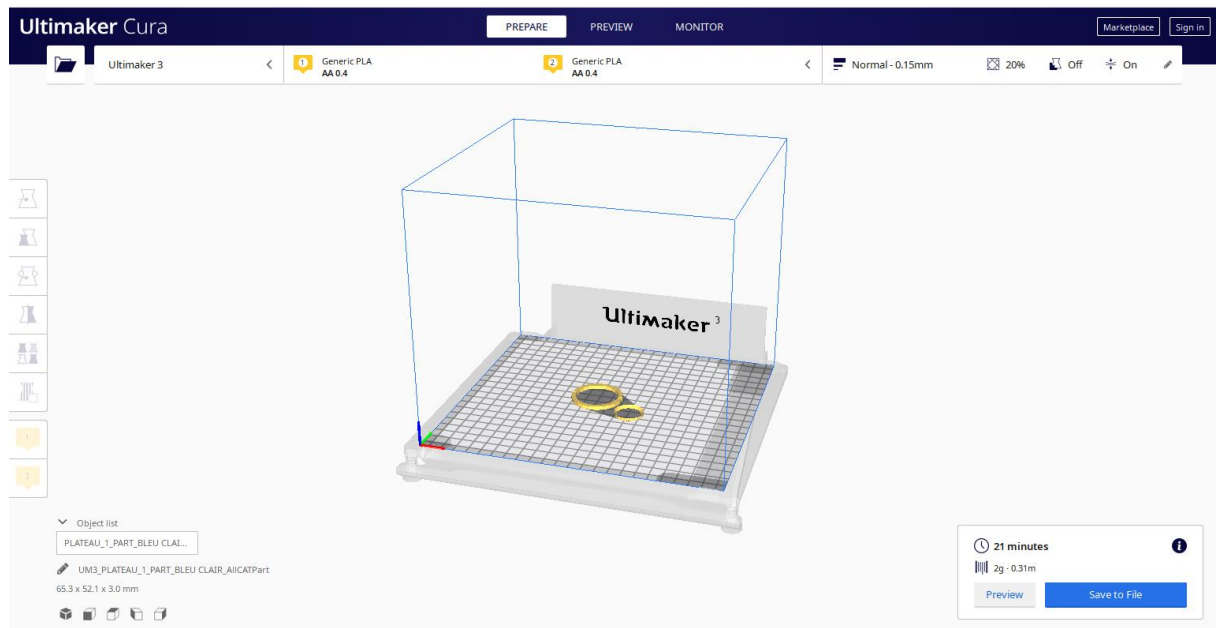 Ultimaker Cura
PREPARE
PREVIEW
MONITOR
Marketplace
Sign in
Ultimaker 3
1
Generic PLA
AA 0.4
2
Generic PLA
AA 0.4
Normal - 0.15mm
20%
Off
On
Ultimaker 3
1
2
Object list
PLATEAU_1_PART_BLEU CLAI...
UM3_PLATEAU_1_PART_BLEU CLAIR_AllCATPart
65.3 x 52.1 x 3.0 mm
21 minutes
2g · 0.31m
Preview
Save to File